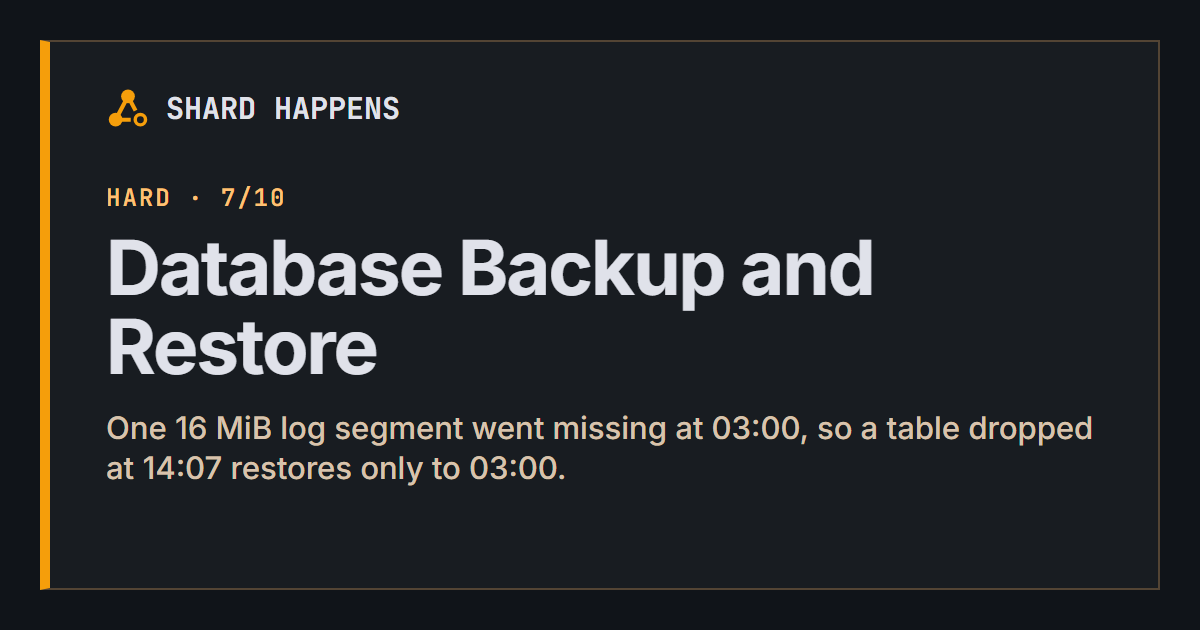 SHARD HAPPENS
HARD · 7/10
Database Backup and
Restore
One 16 MiB log segment went missing at 03:00, so a table dropped
at 14:07 restores only to 03:00.